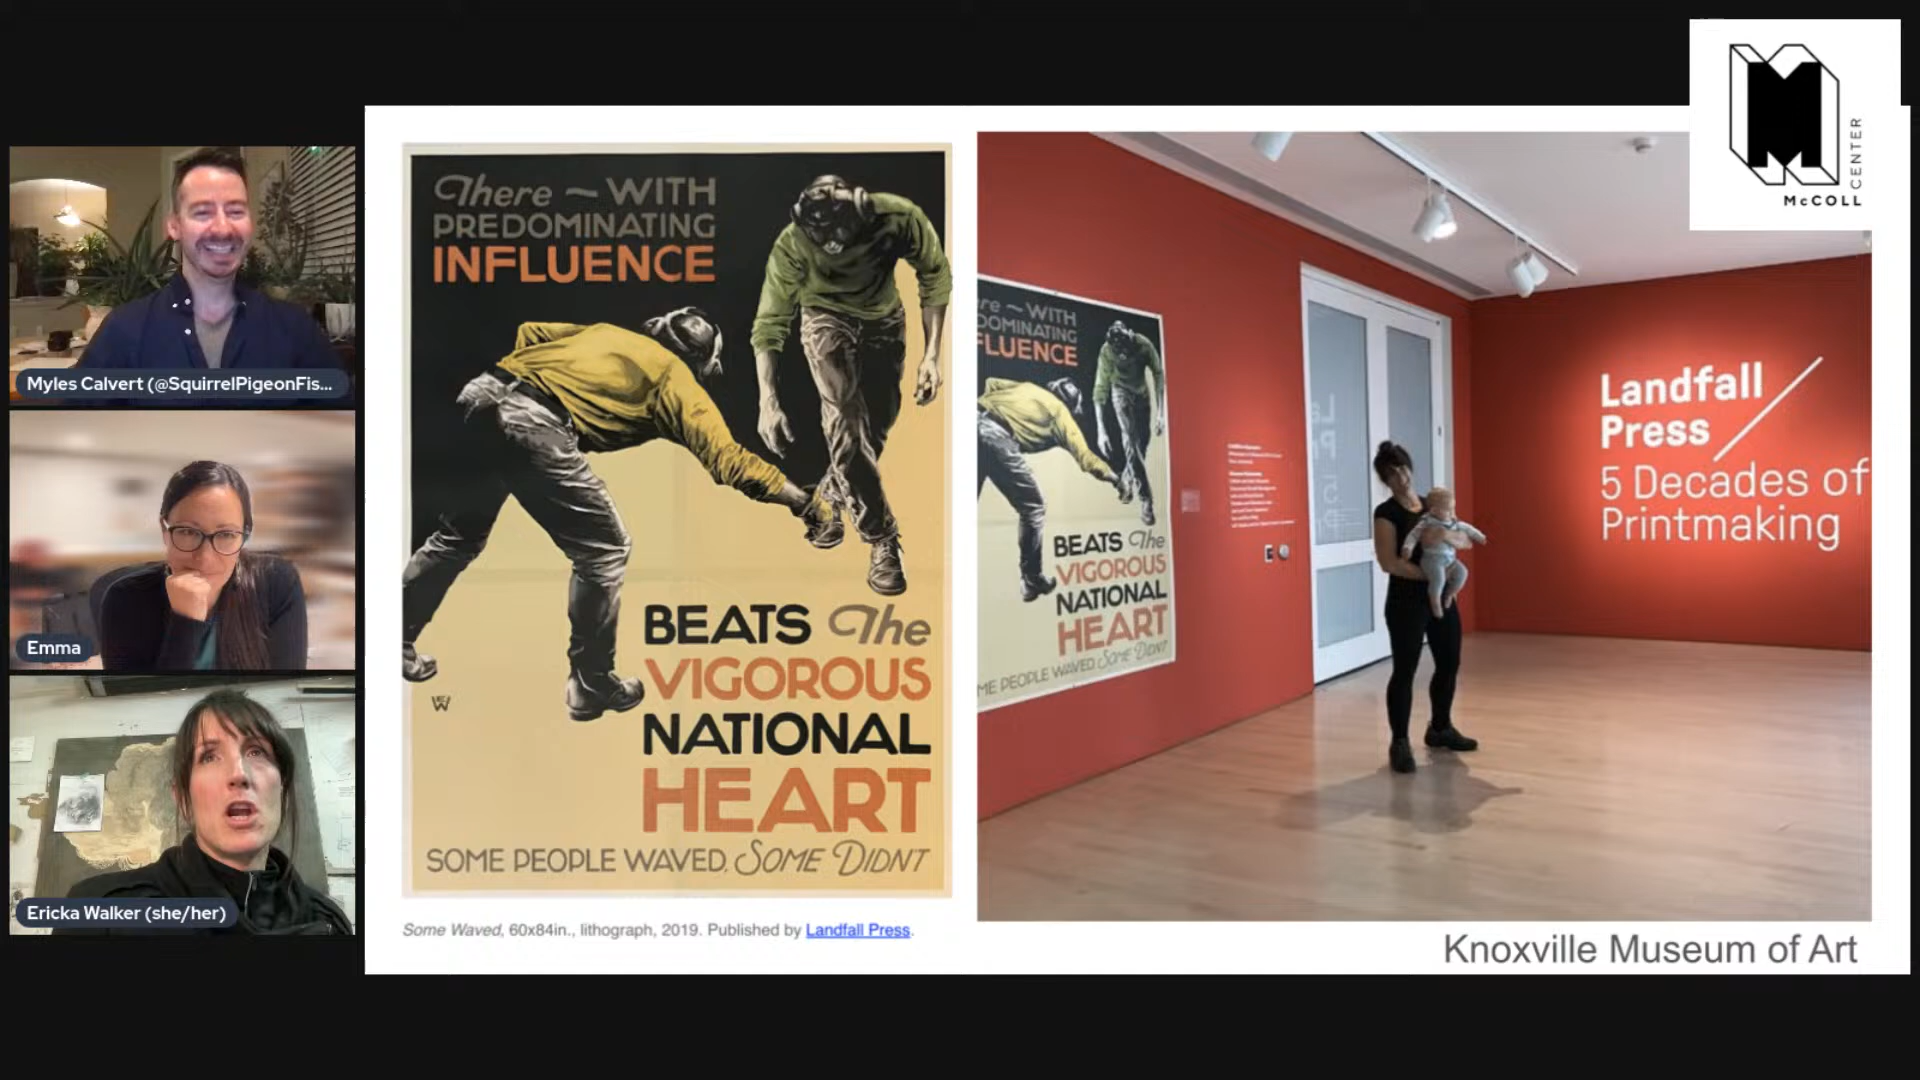 CENTER
McCOLL
Myles Calvert (@SquirrelPigeonFis...
Emma
Ericka Walker (she/her)
There ~ WITH
PREDOMINATING
INFLUENCE
BEATS The
VIGOROUS
NATIONAL
HEART
SOME PEOPLE WAVED, SOME DIDNT
Some Waved, 60x84in., lithograph, 2019. Published by Landfall Press.
re ~ WITH
DOMINATING
FLUENCE
BEATS The
VIGOROUS
NATIONAL
HEART
ME PEOPLE WAVED SOME DIDNT
Landfall
Press
5 Decades of
Printmaking
Knoxville Museum of Art